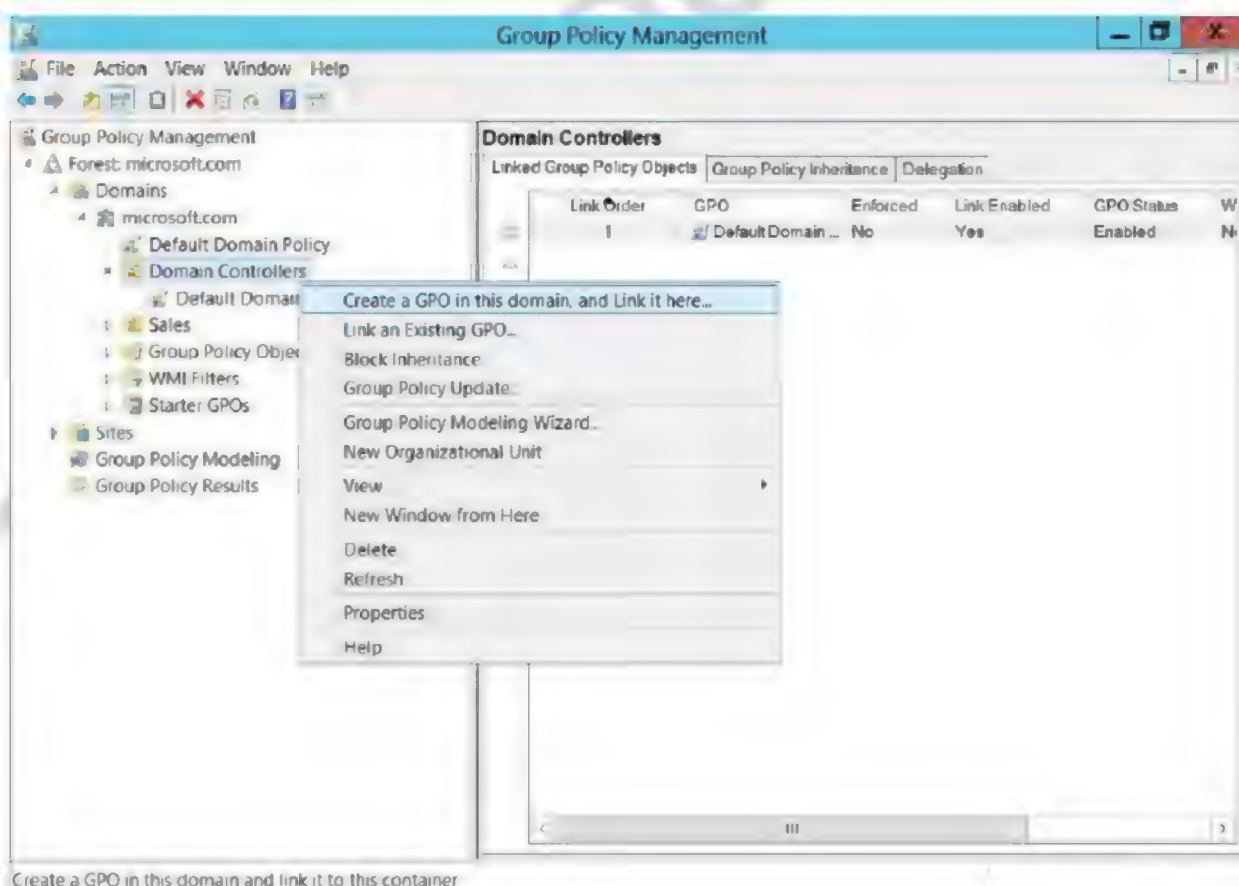 Group Policy Management
File Action View Window Help
Group Policy Management
Forest: microsoft.com
Domains
microsoft.com
Default Domain Policy
Domain Controllers
Default Domain
Sales
Group Policy Objec
WMI Filters
Starter GPOs
Sites
Group Policy Modeling
Group Policy Results
Domain Controllers
Linked Group Policy Objects Group Policy Inheritance Delegation
Link Order GPO Enforced Link Enabled GPO Status W
1 Default Domain ... No Yes Enabled N
Create a GPO in this domain, and Link it here...
Link an Existing GPO...
Block Inheritance
Group Policy Update...
Group Policy Modeling Wizard...
New Organizational Unit
View
New Window from Here
Delete
Refresh
Properties
Help
Create a GPO in this domain and link it to this container